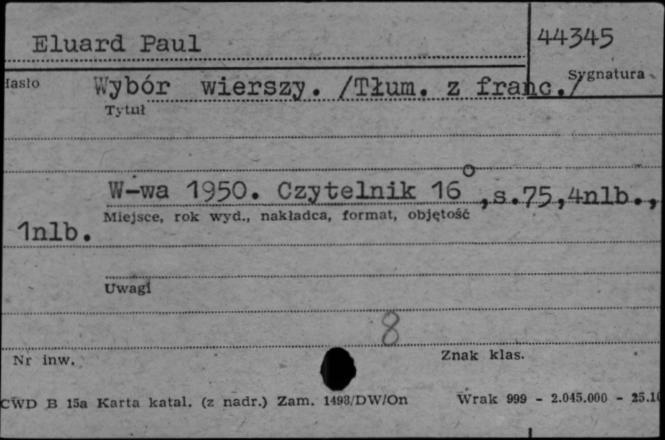 Eluard Paul
44345
Sygnatura
Hasło
Wybór wierszy. /Tłum. z franc./
Tytuł
W-wa 1950. Czytelnik 16°, s.75, 4nlb.,
Miejsce, rok wyd., nakładca, format, objętość
1nlb.
Uwagi
8
Nr inw.
Znak klas.
CWD B 15a Karta katal. (z nadr.) Zam. 1493/DW/On
Wrak 999 - 2.045.000 - 25.10